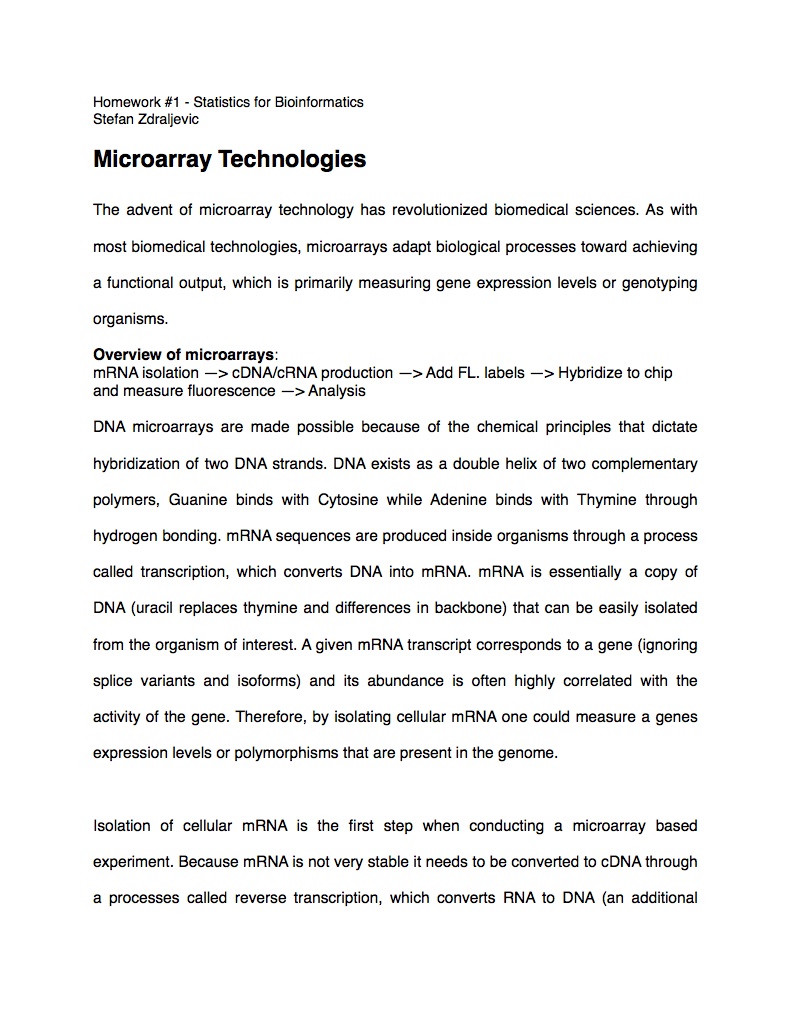 Homework #1 - Statistics for Bioinformatics
Stefan Zdraljevic
Microarray Technologies
The advent of microarray technology has revolutionized biomedical sciences. As with
most biomedical technologies, microarrays adapt biological processes toward achieving
a functional output, which is primarily measuring gene expression levels or genotyping
organisms.
Overview of microarrays:
mRNA isolation —> cDNA/cRNA production —> Add FL. labels —> Hybridize to chip
and measure fluorescence —> Analysis
DNA microarrays are made possible because of the chemical principles that dictate
hybridization of two DNA strands. DNA exists as a double helix of two complementary
polymers, Guanine binds with Cytosine while Adenine binds with Thymine through
hydrogen bonding. mRNA sequences are produced inside organisms through a process
called transcription, which converts DNA into mRNA. mRNA is essentially a copy of
DNA (uracil replaces thymine and differences in backbone) that can be easily isolated
from the organism of interest. A given mRNA transcript corresponds to a gene (ignoring
splice variants and isoforms) and its abundance is often highly correlated with the
activity of the gene. Therefore, by isolating cellular mRNA one could measure a genes
expression levels or polymorphisms that are present in the genome.
Isolation of cellular mRNA is the first step when conducting a microarray based
experiment. Because mRNA is not very stable it needs to be converted to cDNA through
a processes called reverse transcription, which converts RNA to DNA (an additional